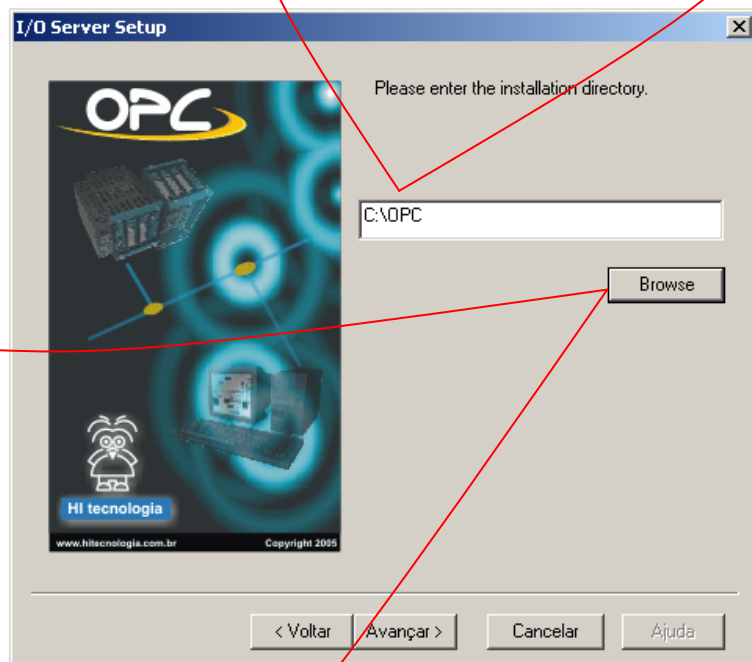 I/O Server Setup
Please enter the installation directory.
OPC
C:\OPC
Browse
HI tecnologia
www.hitecnologia.com.br Copyright 2005
< Voltar Avançar > Cancelar Ajuda